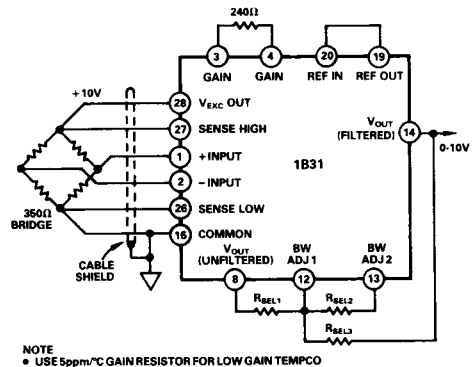 240Ω
3
4
20
19
GAIN
GAIN
REF IN
REF OUT
+10V
28
VEXC OUT
27
SENSE HIGH
1
+INPUT
2
-INPUT
26
SENSE LOW
16
COMMON
350Ω
BRIDGE
CABLE
SHIELD
1B31
VOUT
(FILTERED)
14
0-10V
VOUT
(UNFILTERED)
BW
ADJ 1
BW
ADJ 2
8
12
13
RSEL1
RSEL2
RSEL3
NOTE
● USE 5ppm/°C GAIN RESISTOR FOR LOW GAIN TEMPCO